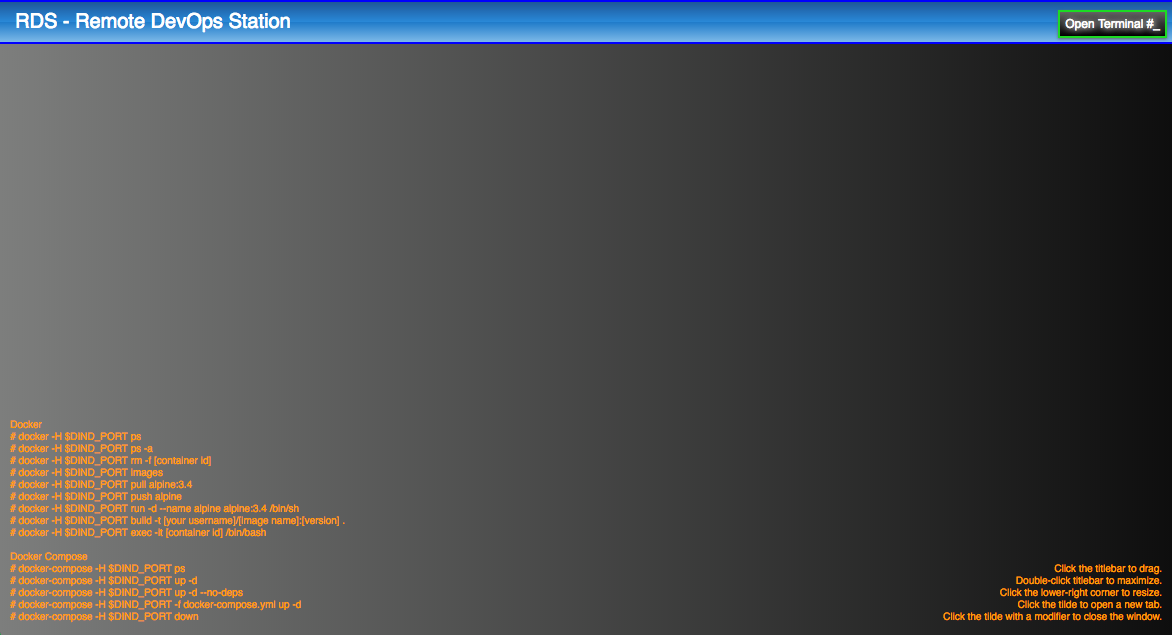 RDS - Remote DevOps Station
Open Terminal #_
Docker
# docker -H $DIND_PORT ps
# docker -H $DIND_PORT ps -a
# docker -H $DIND_PORT rm -f [container id]
# docker -H $DIND_PORT images
# docker -H $DIND_PORT pull alpine:3.4
# docker -H $DIND_PORT push alpine
# docker -H $DIND_PORT run -d --name alpine alpine:3.4 /bin/sh
# docker -H $DIND_PORT build -t [your username]/[image name]:[version] .
# docker -H $DIND_PORT exec -it [container id] /bin/bash
Docker Compose
# docker-compose -H $DIND_PORT ps
# docker-compose -H $DIND_PORT up -d
# docker-compose -H $DIND_PORT up -d --no-deps
# docker-compose -H $DIND_PORT -f docker-compose.yml up -d
# docker-compose -H $DIND_PORT down
Click the titlebar to drag.
Double-click titlebar to maximize.
Click the lower-right corner to resize.
Click the tilde to open a new tab.
Click the tilde with a modifier to close the window.